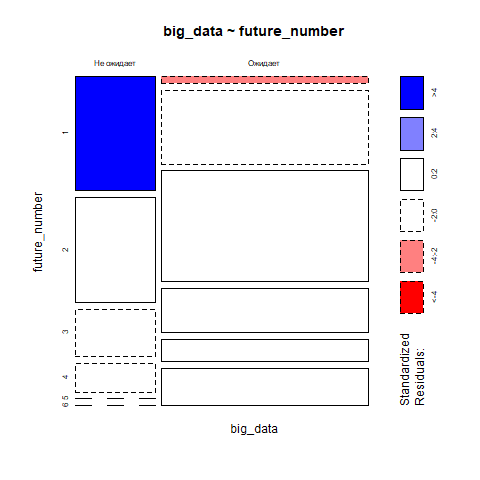 big_data ~ future_number
Не ожидает
Ожидает
1
2
3
4
5
6
future_number
big_data
>4
2:4
0:2
-2:0
-4:-2
<-4
Standardized
Residuals: